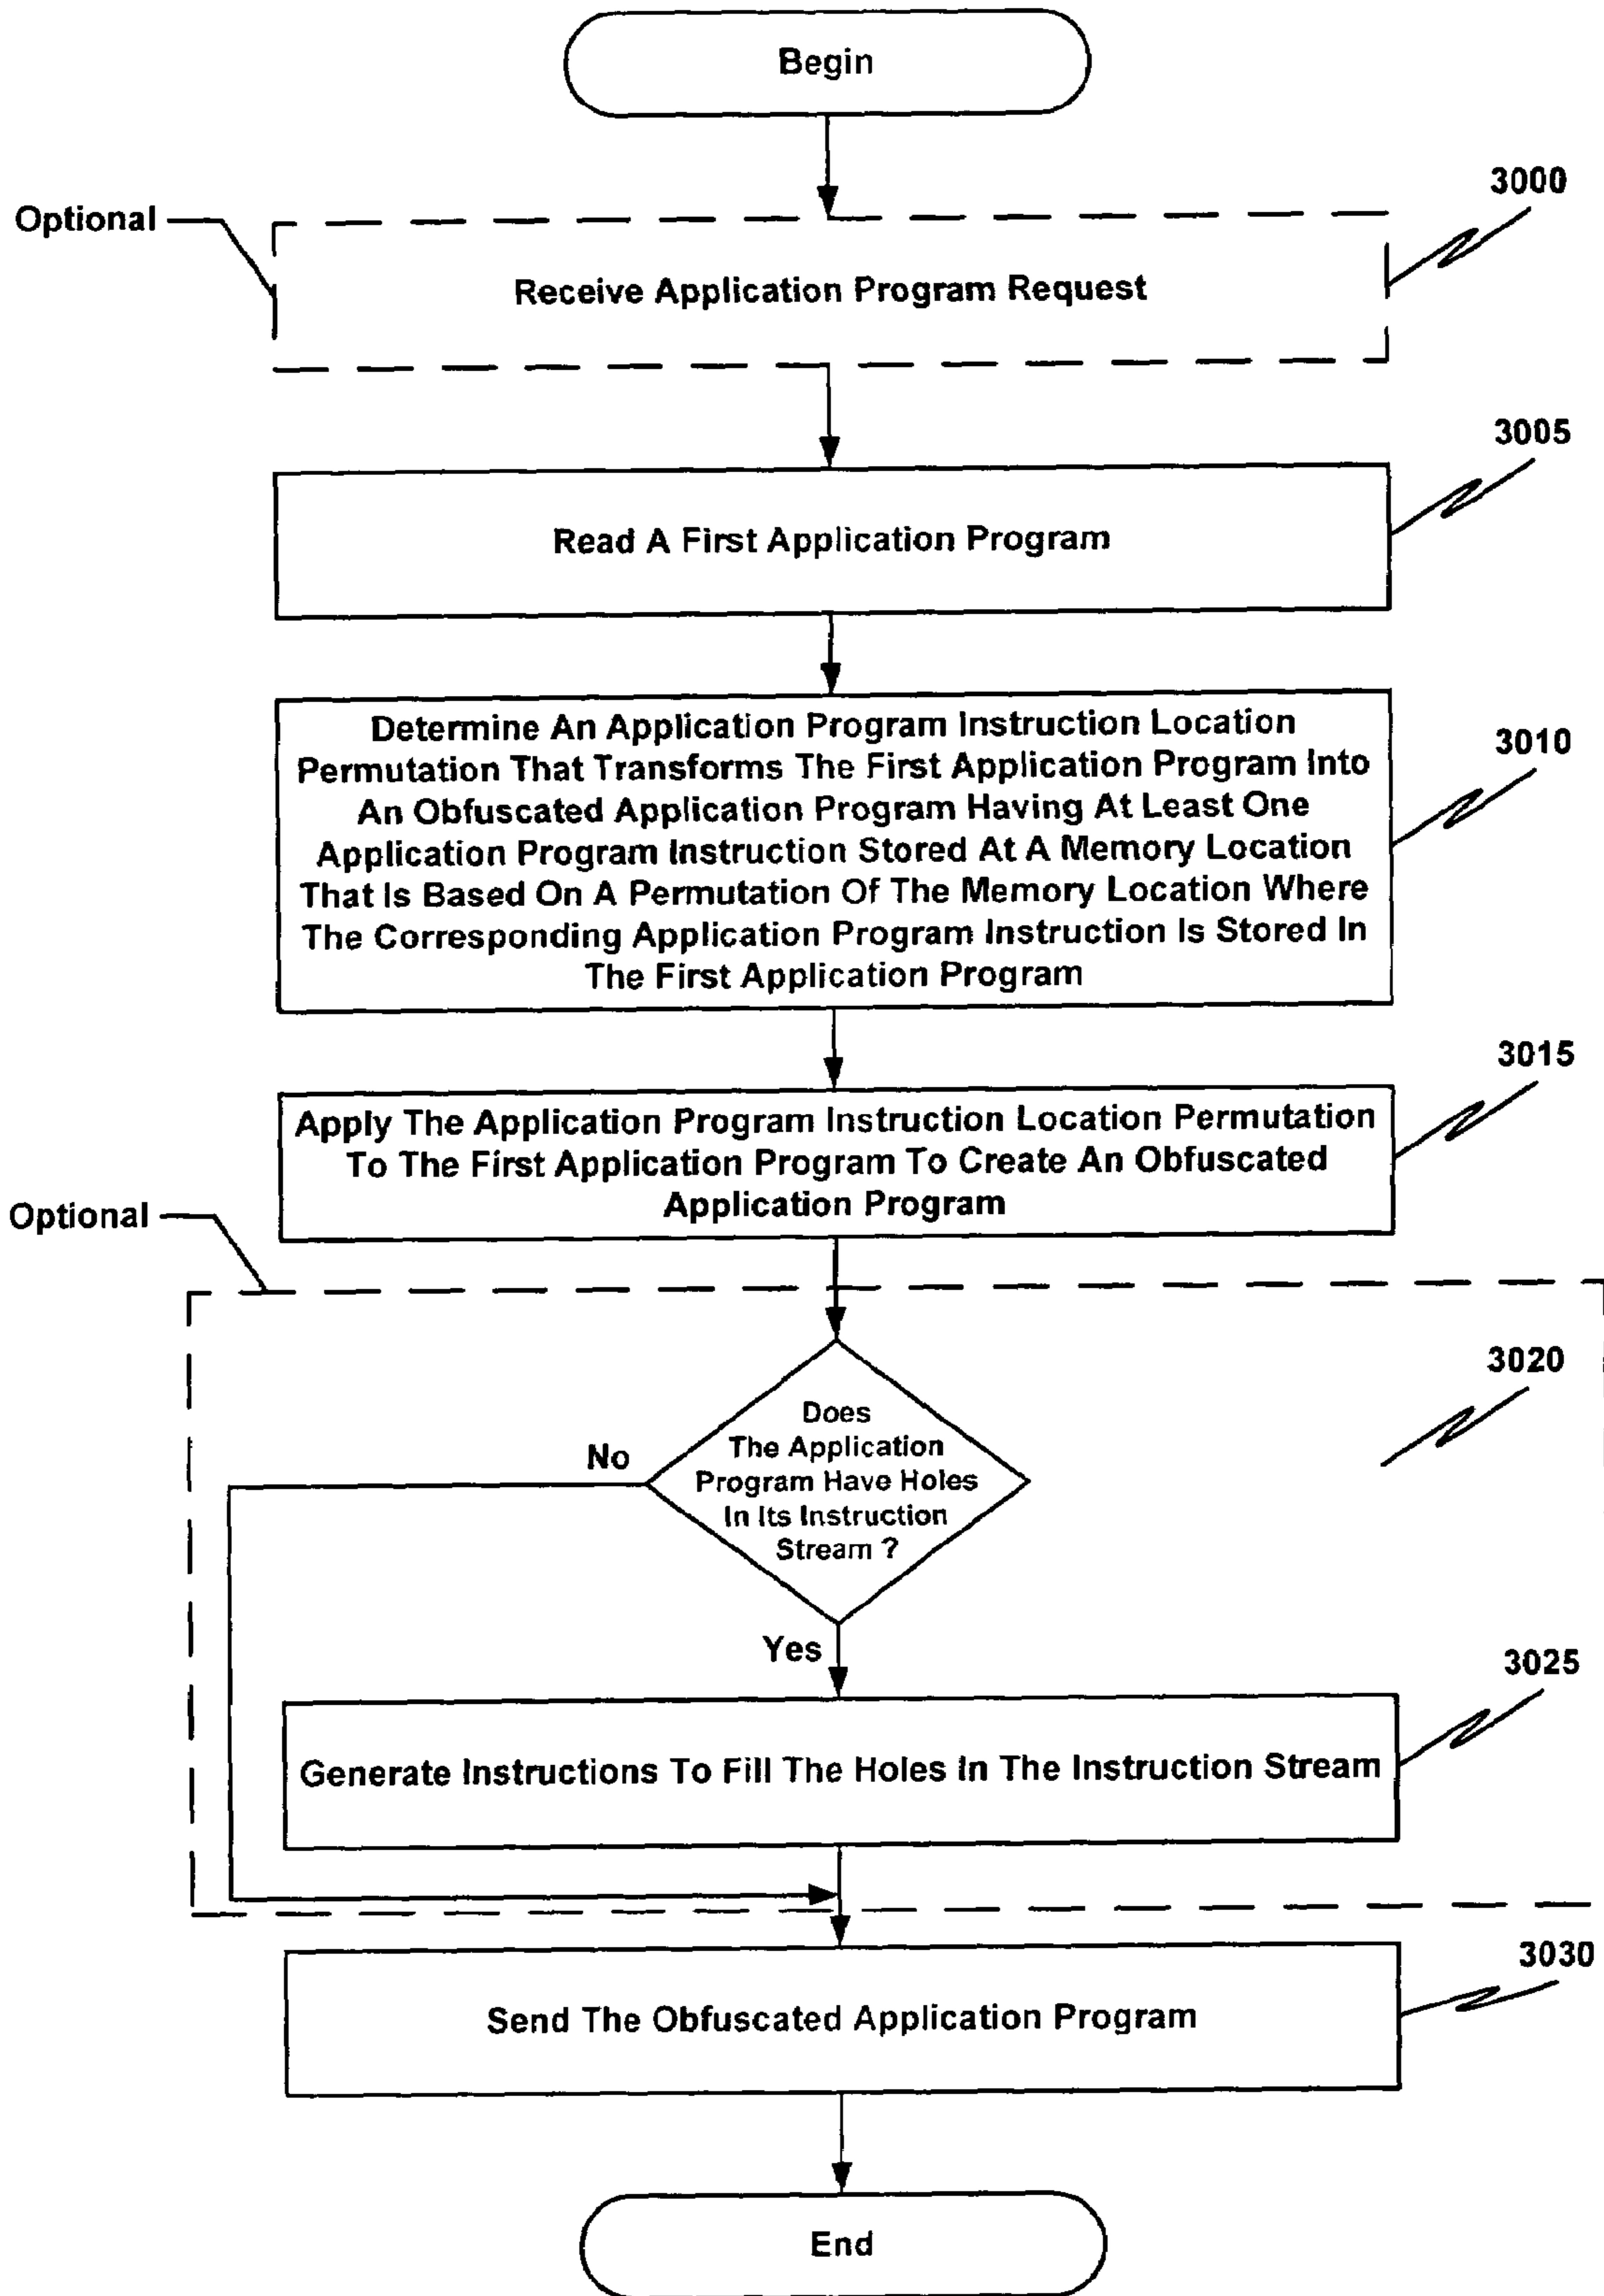 Begin
Optional
3000
Receive Application Program Request
3005
Read A First Application Program
3010
Determine An Application Program Instruction Location
Permutation That Transforms The First Application Program Into
An Obfuscated Application Program Having At Least One
Application Program Instruction Stored At A Memory Location
That Is Based On A Permutation Of The Memory Location Where
The Corresponding Application Program Instruction Is Stored In
The First Application Program
3015
Apply The Application Program Instruction Location Permutation
To The First Application Program To Create An Obfuscated
Application Program
Optional
3020
Does
The Application
Program Have Holes
In Its Instruction
Stream ?
No
Yes
3025
Generate Instructions To Fill The Holes In The Instruction Stream
3030
Send The Obfuscated Application Program
End